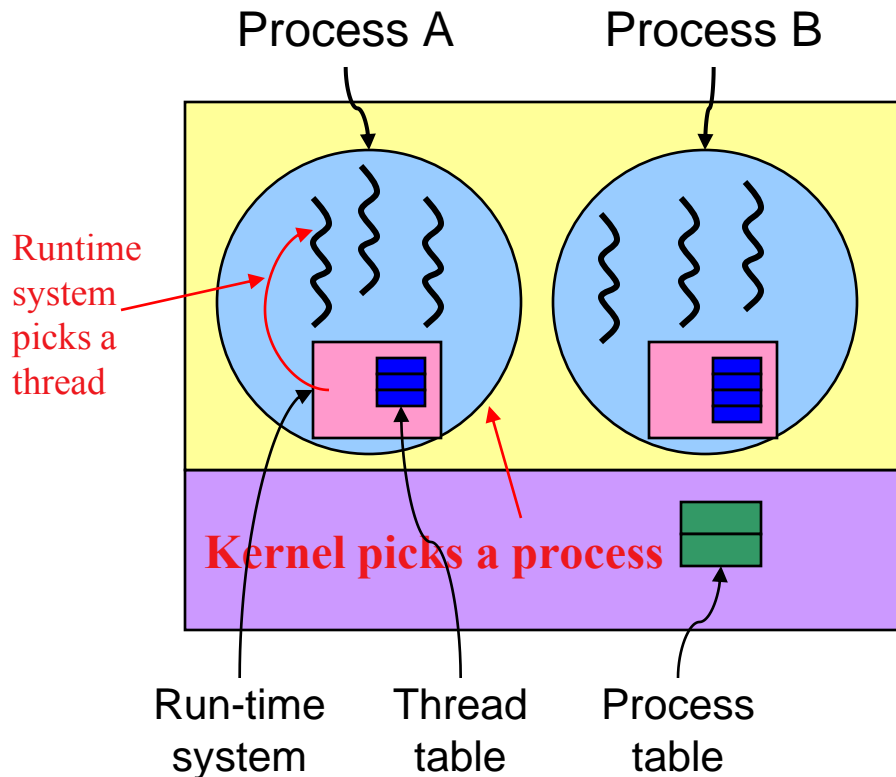 Process A
Process B
Runtime
system
picks a
thread
Kernel picks a process
Run-time
system
Thread
table
Process
table